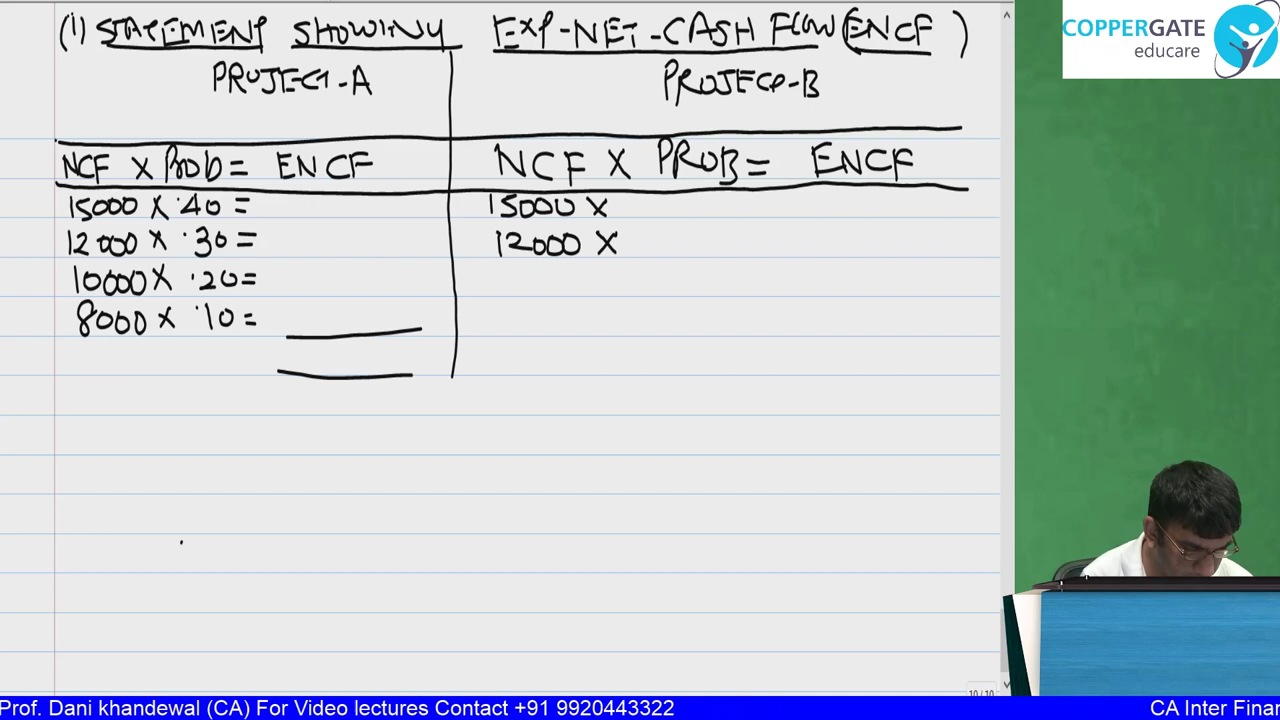 (i) STATEMENT SHOWING EXP-NET-CASH FLOW (ENCF)
PROJECT-A
PROJECT-B
NCF X Prob = ENCF
NCF X PROB = ENCF
15000 X .40 =
15000 X
12000 X .30 =
12000 X
10000 X .20 =
8000 X .10 =
COPPERGATE
educare
10/10
Prof. Dani khandewal (CA) For Video lectures Contact +91 9920443322
CA Inter Finan